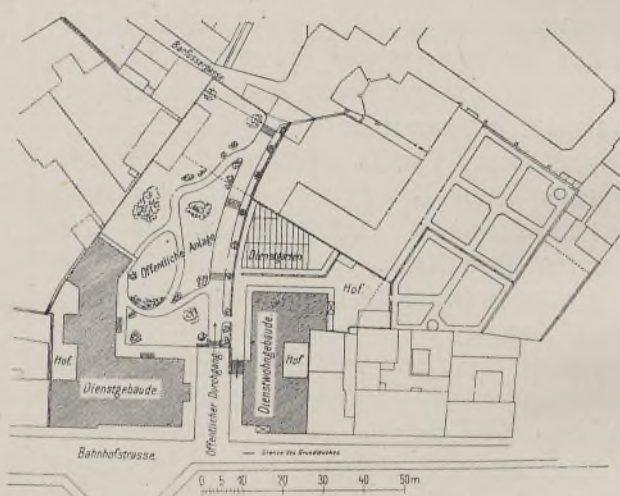 Barfüssergasse
Öffentliche Anlage
Dienstgarten
Hof.
Hof.
Dienstgebäude.
Öffentlicher Durchgang
Dienstwohngebäude.
Hof
Bahnhofstrasse.
Grenze des Grundstückes
0 5 10 20 30 40 50m